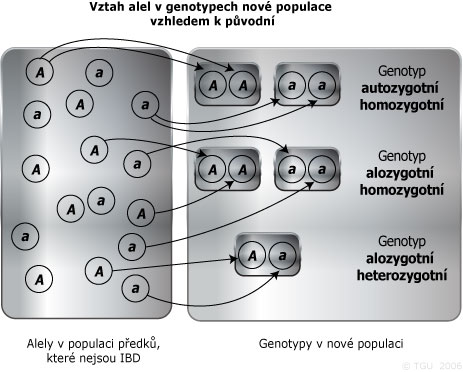 Vztah alel v genotypech nové populace
vzhledem k původní
A
a
A A
a a
Genotyp
autozygotní
homozygotní
a
A
a
A
a
A
A A
a a
Genotyp
alozygotní
homozygotní
A
a
A
a
a
A a
Genotyp
alozygotní
heterozygotní
A
A
a
Alely v populaci předků,
které nejsou IBD
Genotypy v nové populaci
© TGU 2006